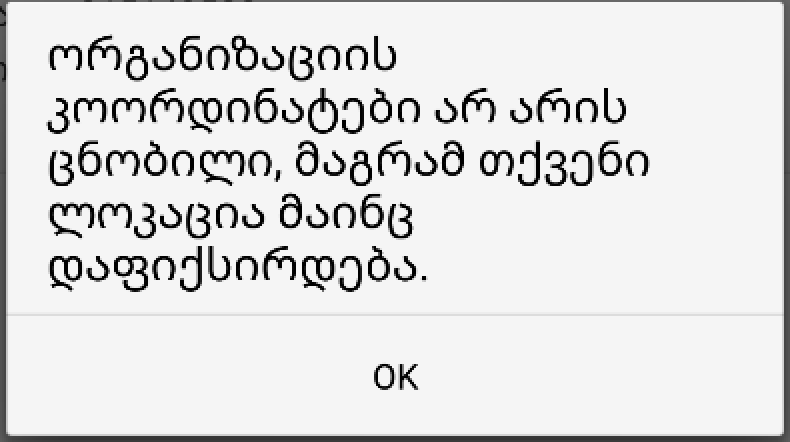 ორგანიზაციის
კოორდინატები არ არის
ცნობილი, მაგრამ თქვენი
ლოკაცია მაინც
დაფიქსირდება.
OK